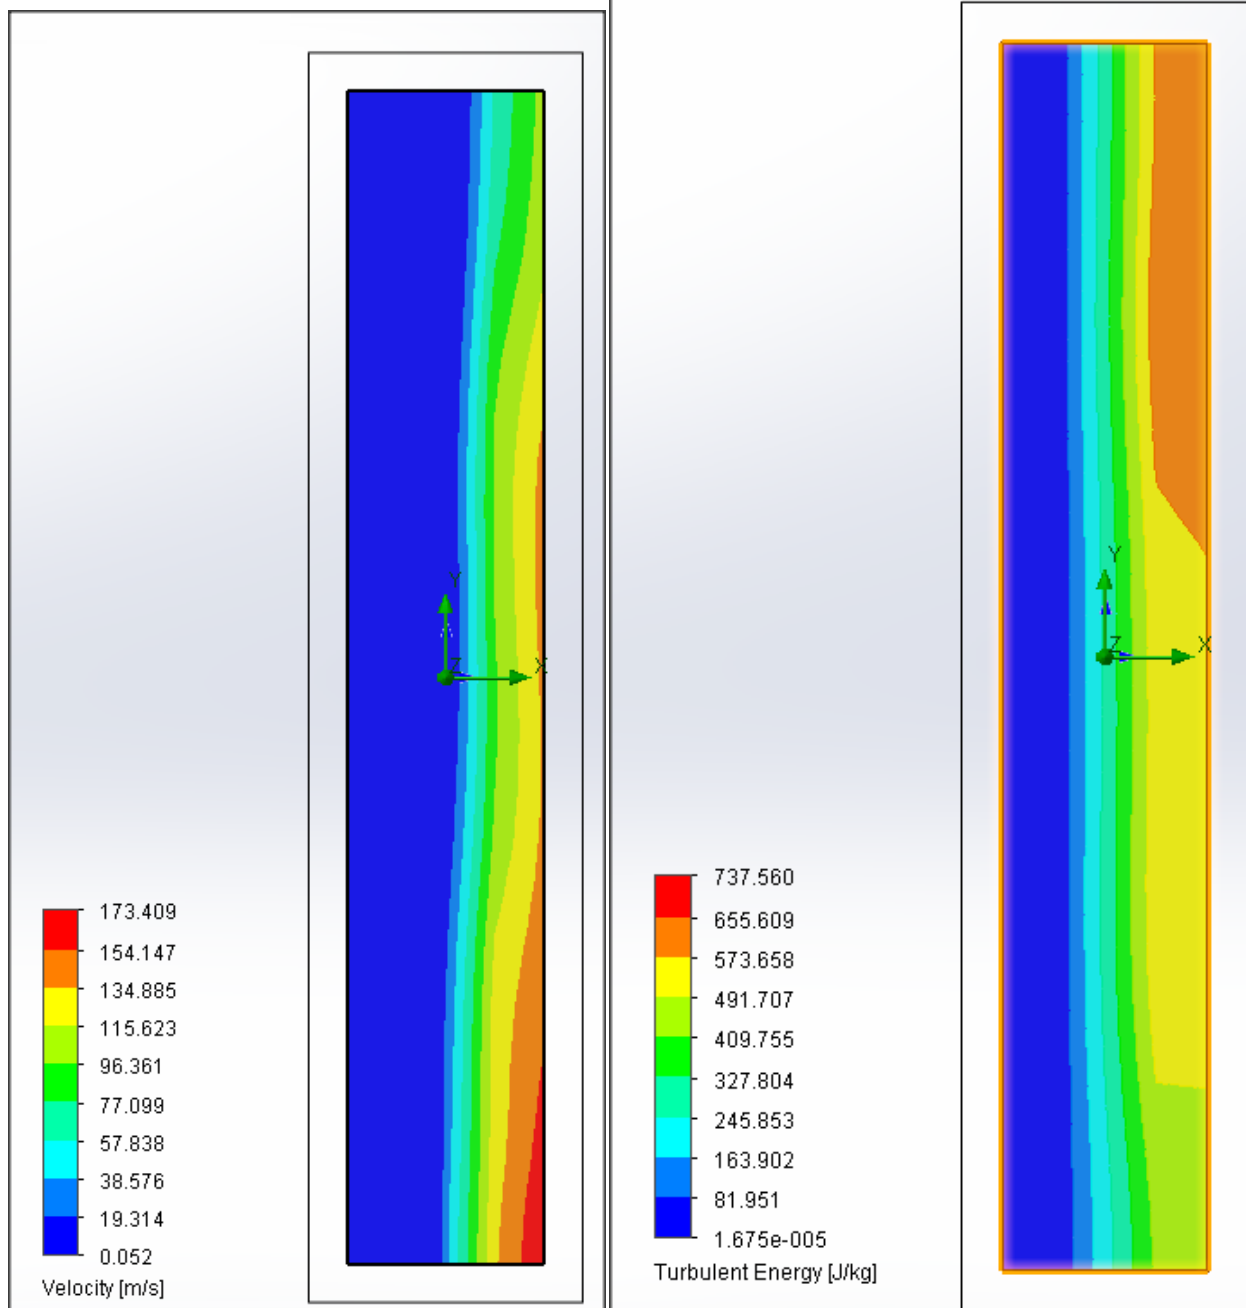 Y
Z X
173.409
154.147
134.885
115.623
96.361
77.099
57.838
38.576
19.314
0.052
Velocity [m/s]
Y
Z X
737.560
655.609
573.658
491.707
409.755
327.804
245.853
163.902
81.951
1.675e-005
Turbulent Energy [J/kg]